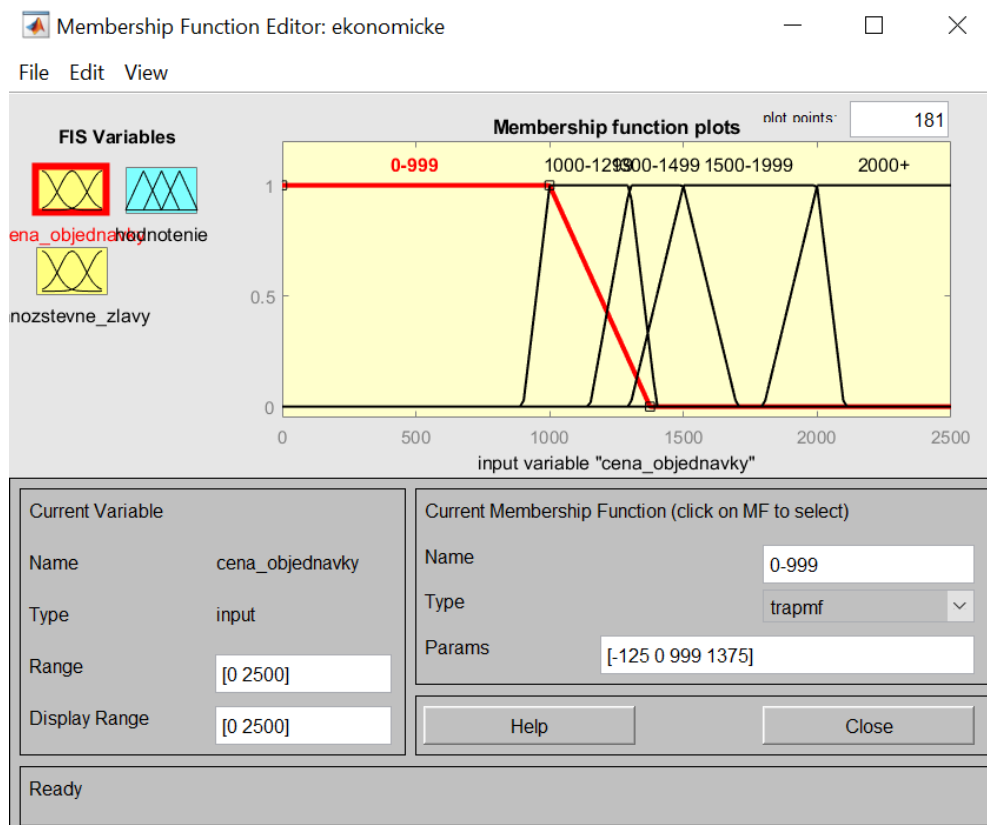 Membership Function Editor: ekonomicke
File Edit View
FIS Variables
ena_objednavky
hodnotenie
nozstevne_zlavy
Membership function plots
plot points:
181
0-999
1000-1299
1300-1499
1500-1999
2000+
1
0.5
0
0 500 1000 1500 2000 2500
input variable "cena_objednavky"
Current Variable
Name cena_objednavky
Type input
Range [0 2500]
Display Range [0 2500]
Current Membership Function (click on MF to select)
Name 0-999
Type trapmf
Params [-125 0 999 1375]
Help Close
Ready